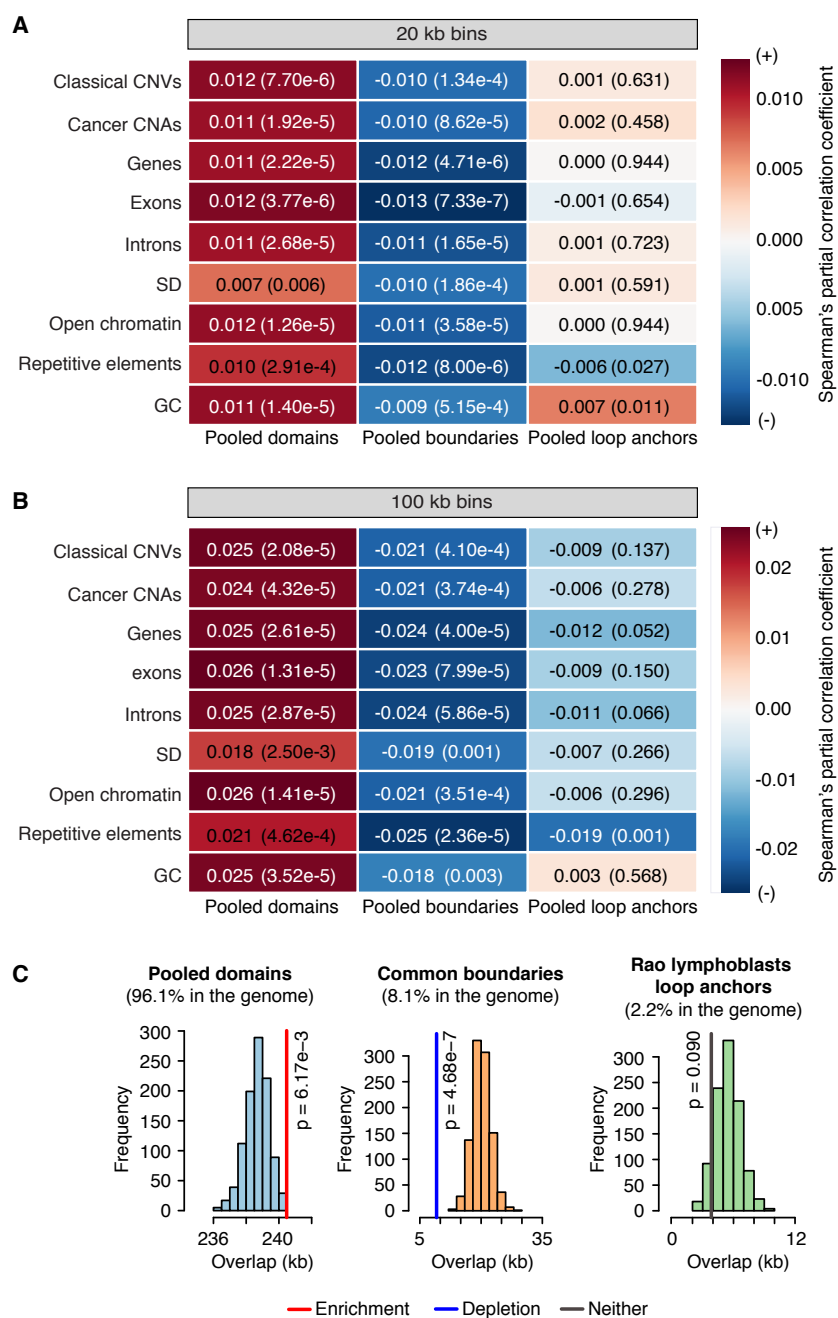 A
20 kb bins
Classical CNVs 0.012 (7.70e-6) -0.010 (1.34e-4) 0.001 (0.631)
Cancer CNAs 0.011 (1.92e-5) -0.010 (8.62e-5) 0.002 (0.458)
Genes 0.011 (2.22e-5) -0.012 (4.71e-6) 0.000 (0.944)
Exons 0.012 (3.77e-6) -0.013 (7.33e-7) -0.001 (0.654)
Introns 0.011 (2.68e-5) -0.011 (1.65e-5) 0.001 (0.723)
SD 0.007 (0.006) -0.010 (1.86e-4) 0.001 (0.591)
Open chromatin 0.012 (1.26e-5) -0.011 (3.58e-5) 0.000 (0.944)
Repetitive elements 0.010 (2.91e-4) -0.012 (8.00e-6) -0.006 (0.027)
GC 0.011 (1.40e-5) -0.009 (5.15e-4) 0.007 (0.011)
Pooled domains Pooled boundaries Pooled loop anchors
(+)
0.010
0.005
0.000
0.005
-0.010
(-)
Spearman's partial correlation coefficient
B
100 kb bins
Classical CNVs 0.025 (2.08e-5) -0.021 (4.10e-4) -0.009 (0.137)
Cancer CNAs 0.024 (4.32e-5) -0.021 (3.74e-4) -0.006 (0.278)
Genes 0.025 (2.61e-5) -0.024 (4.00e-5) -0.012 (0.052)
exons 0.026 (1.31e-5) -0.023 (7.99e-5) -0.009 (0.150)
Introns 0.025 (2.87e-5) -0.024 (5.86e-5) -0.011 (0.066)
SD 0.018 (2.50e-3) -0.019 (0.001) -0.007 (0.266)
Open chromatin 0.026 (1.41e-5) -0.021 (3.51e-4) -0.006 (0.296)
Repetitive elements 0.021 (4.62e-4) -0.025 (2.36e-5) -0.019 (0.001)
GC 0.025 (3.52e-5) -0.018 (0.003) 0.003 (0.568)
Pooled domains Pooled boundaries Pooled loop anchors
(+)
0.02
0.01
0.00
-0.01
-0.02
(-)
Spearman's partial correlation coefficient
C
Pooled domains
(96.1% in the genome)
300
250
200
150
100
50
0
Frequency
p = 6.17e−3
236 240
Overlap (kb)
Common boundaries
(8.1% in the genome)
300
250
200
150
100
50
0
Frequency
p = 4.68e−7
5 35
Overlap (kb)
Rao lymphoblasts
loop anchors
(2.2% in the genome)
300
250
200
150
100
50
0
Frequency
p = 0.090
0 12
Overlap (kb)
Enrichment Depletion Neither